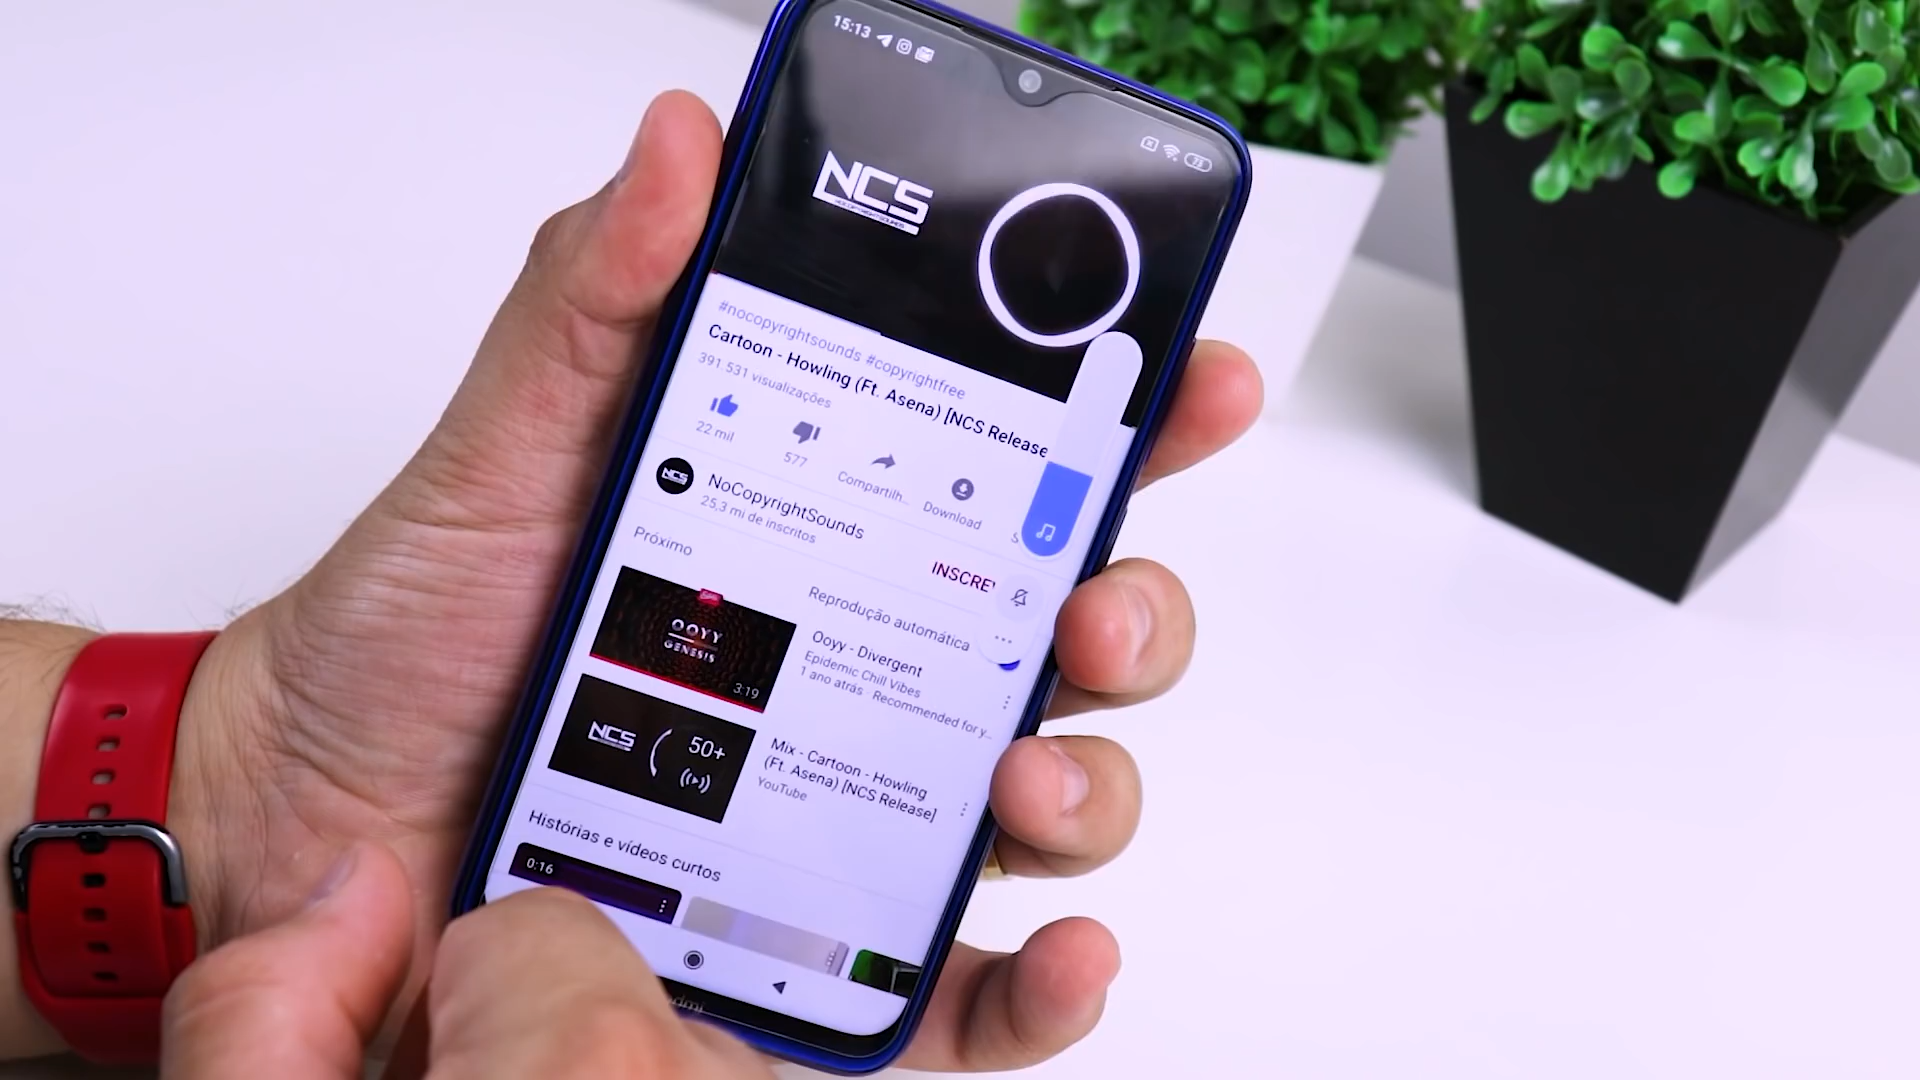 15:13
73
NCS
#nocopyrightsounds #copyrightfree
Cartoon - Howling (Ft. Asena) [NCS Release
391.531 visualizações
22 mil
577
Compartilh...
Download
S
NCS
NoCopyrightSounds
25,3 mi de inscritos
INSCREV
Próximo
Reprodução automática
OOYY
GENESIS
3:19
Ooyy - Divergent
Epidemic Chill Vibes
1 ano atrás · Recommended for y...
NCS
50+
Mix - Cartoon - Howling
(Ft. Asena) [NCS Release]
YouTube
Histórias e vídeos curtos
0:16
dmi